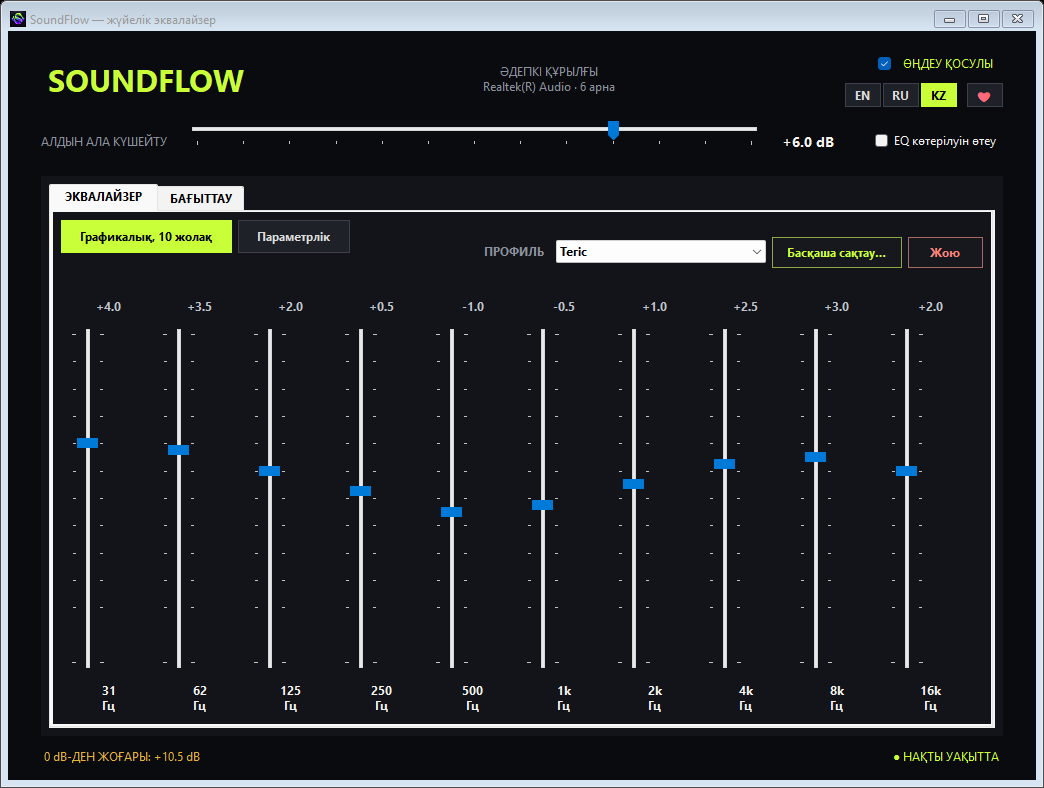 SoundFlow — жүйелік эквалайзер
SOUNDFLOW
ӘДЕПКІ ҚҰРЫЛҒЫ
Realtek(R) Audio · 6 арна
ӨҢДЕУ ҚОСУЛЫ
EN RU KZ
АЛДЫН АЛА КҮШЕЙТУ
+6.0 dB
EQ көтерілуін өтеу
ЭКВАЛАЙЗЕР БАҒЫТТАУ
Графикалық, 10 жолақ Параметрлік
ПРОФИЛЬ Teric Басқаша сақтау... Жою
+4.0 +3.5 +2.0 +0.5 -1.0 -0.5 +1.0 +2.5 +3.0 +2.0
31 62 125 250 500 1k 2k 4k 8k 16k
Гц Гц Гц Гц Гц Гц Гц Гц Гц Гц
0 dB-ДЕН ЖОҒАРЫ: +10.5 dB
● НАҚТЫ УАҚЫТТА